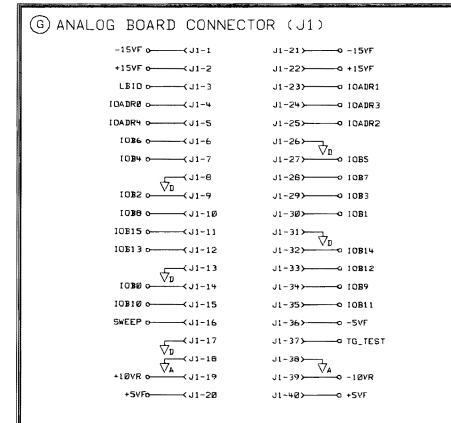 G ANALOG BOARD CONNECTOR (J1)
-15VF J1-1 J1-21 -15VF
+15VF J1-2 J1-22 +15VF
LBIO J1-3 J1-23 IOADR1
IOADR0 J1-4 J1-24 IOADR3
IOADR4 J1-5 J1-25 IOADR2
IOB6 J1-6 J1-26 D
IOB4 J1-7 J1-27 IOB5
D J1-8 J1-28 IOB7
IOB2 J1-9 J1-29 IOB3
IOB8 J1-10 J1-30 IOB1
IOB15 J1-11 J1-31 D
IOB13 J1-12 J1-32 IOB14
D J1-13 J1-33 IOB12
IOB0 J1-14 J1-34 IOB9
IOB10 J1-15 J1-35 IOB11
SWEEP J1-16 J1-36 -5VF
D J1-17 J1-37 TG_TEST
A J1-18 J1-38 A
+10VR J1-19 J1-39 -10VR
+5VF J1-20 J1-40 +5VF